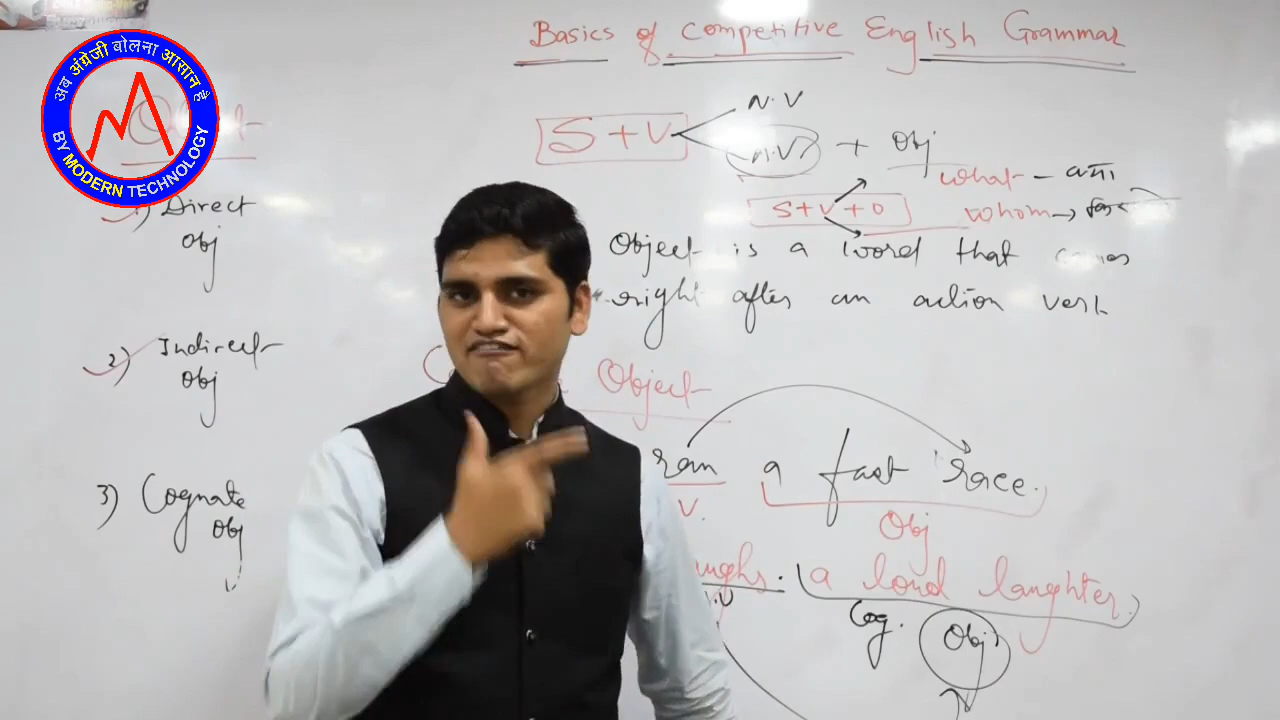 Basics of Competitive English Grammar
अब अंग्रेजी बोलना आसान है
BY MODERN TECHNOLOGY
N.V
S + V
+ Obj
what -
S + V + O
whom →
1) Direct
Obj
Object is a word that comes
right after an action verb
2) Indirect
Obj
Object
ran a fast race.
V.
Obj
3) Cognate
Obj
a loud laughter.
Cog. Obj